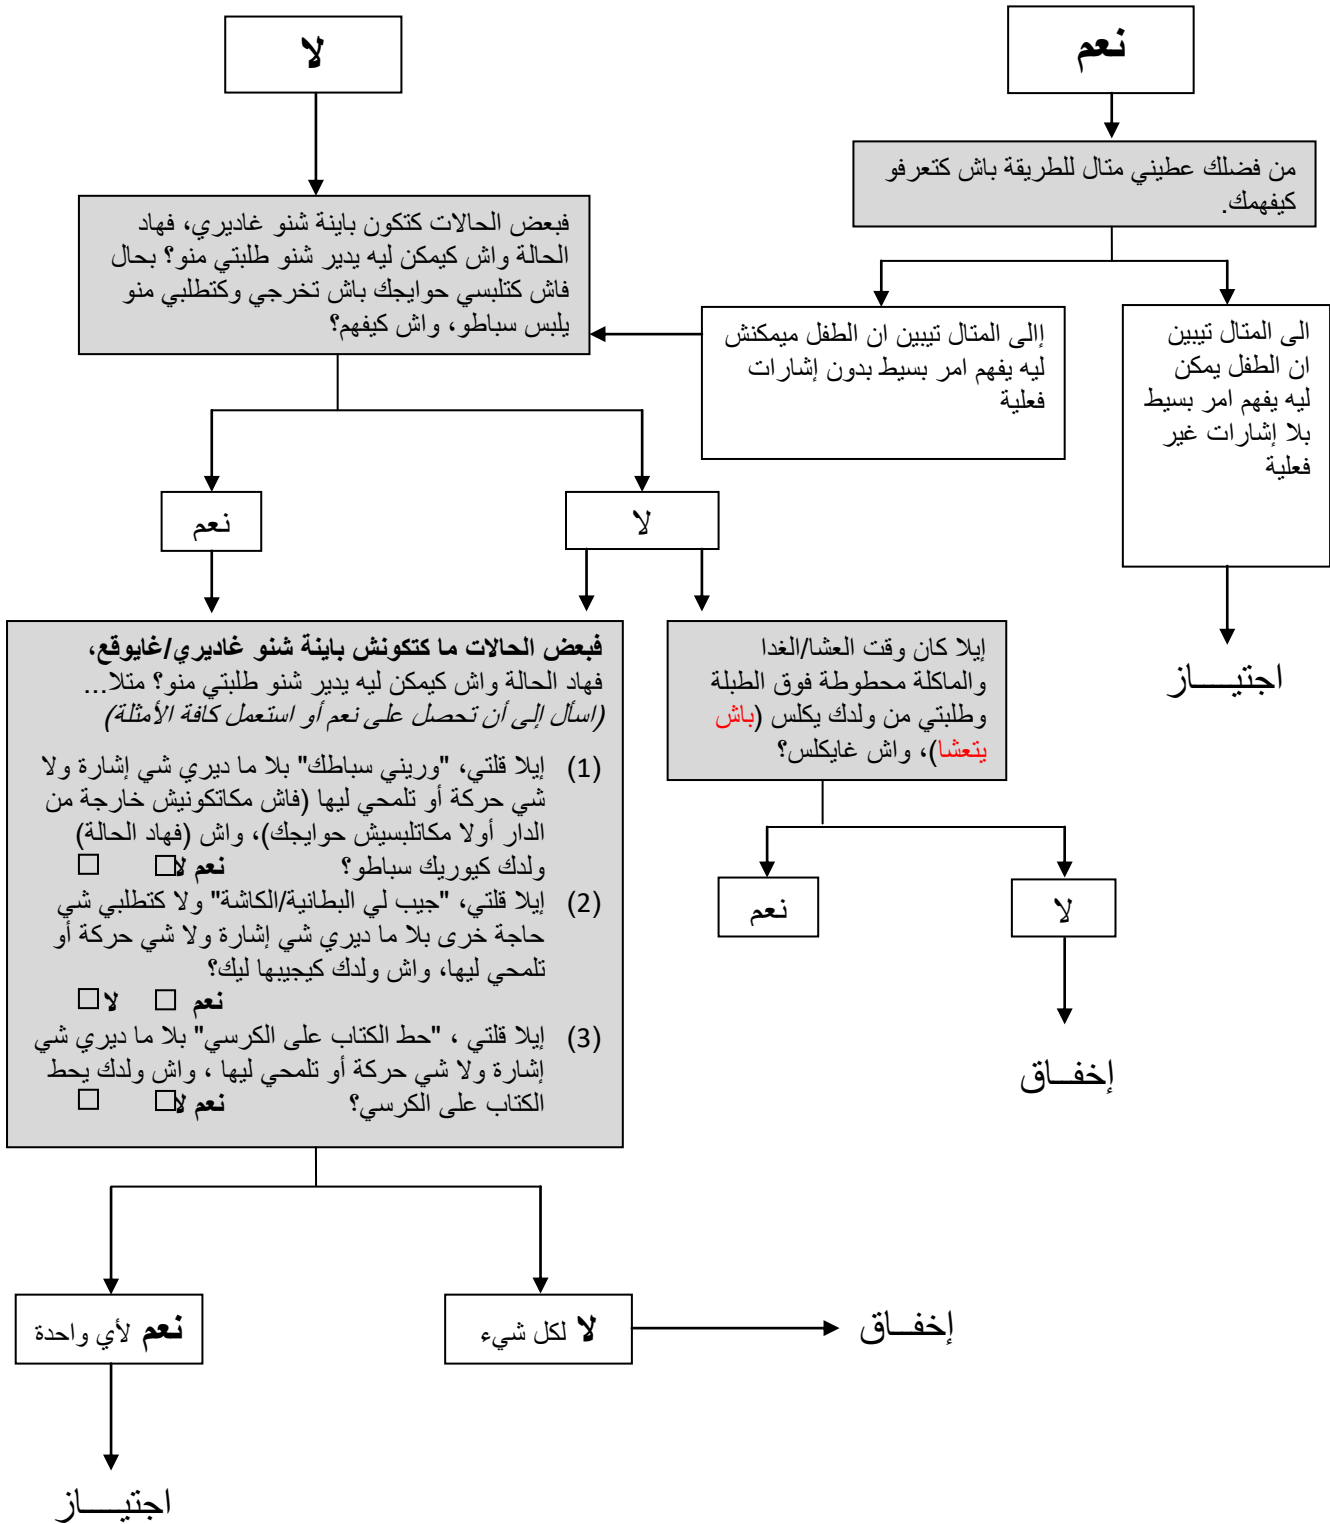 نعم
لا
من فضلك عطيني مثال للطريقة باش كتعرفو
كيفهمك.
فبعض الحالات كتكون باينة شنو غاديري، فهاد
الحالة واش كيمكن ليه يدير شنو طلبتي منو؟ بحال
فاش كتلبسي حوايجك باش تخرجي وكتطلبي منو
يلبس سباطو، واش كيفهم؟
الى المثال تيبين
ان الطفل يمكن
ليه يفهم امر بسيط
بلا إشارات غير
فعلية
إالى المثال تيبين ان الطفل ميمكنش
ليه يفهم امر بسيط بدون إشارات
فعلية
نعم
لا
اجتيــــاز
إيلا كان وقت العشا/الغدا
والماكلة محطوطة فوق الطبلة
وطلبتي من ولدك يكلس (باش
يتعشا)، واش غايكلس؟
نعم
لا
إخفــاق
فبعض الحالات ما كتكونش باينة شنو غاديري/غايوقع،
فهاد الحالة واش كيمكن ليه يدير شنو طلبتي منو؟ متلا...
(اسأل إلى أن تحصل على نعم أو استعمل كافة الأمثلة)
(1) إيلا قلتي، "وريني سباطك" بلا ما ديري شي إشارة ولا
شي حركة أو تلمحي ليها (فاش مكاتكونيش خارجة من
الدار أولا مكاتلبسيش حوايجك)، واش (فهاد الحالة)
ولدك كيوريك سباطو؟ نعم لا☐ ☐
(2) إيلا قلتي، "جيب لي البطانية/الكاشة" ولا كتطلبي شي
حاجة خرى بلا ما ديري شي إشارة ولا شي حركة أو
تلمحي ليها، واش ولدك كيجيبها ليك؟
نعم ☐ لا☐
(3) إيلا قلتي ، "حط الكتاب على الكرسي" بلا ما ديري شي
إشارة ولا شي حركة أو تلمحي ليها ، واش ولدك يحط
الكتاب على الكرسي؟ نعم لا☐ ☐
لا لكل شيء
نعم لأي واحدة
إخفــاق
اجتيــــاز